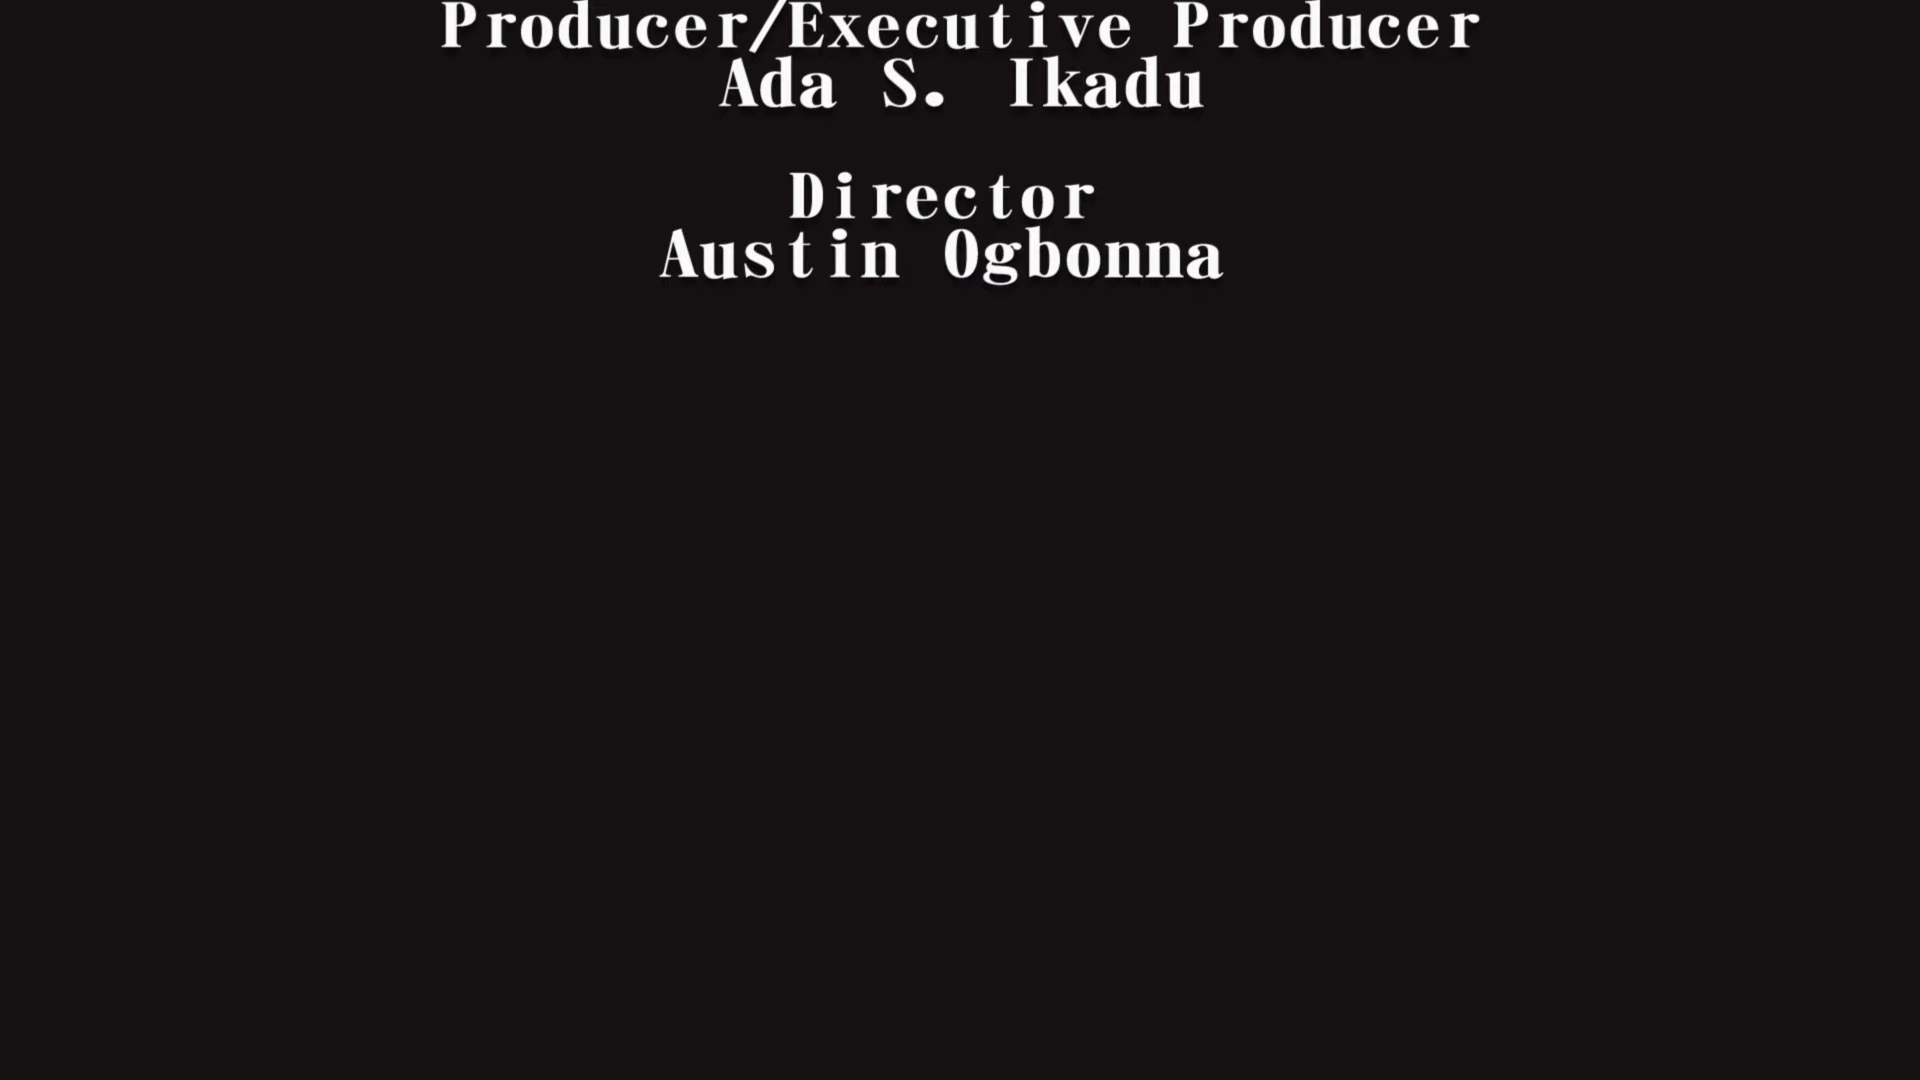 Producer/Executive Producer
Ada S. Ikadu
Director
Austin Ogbonna